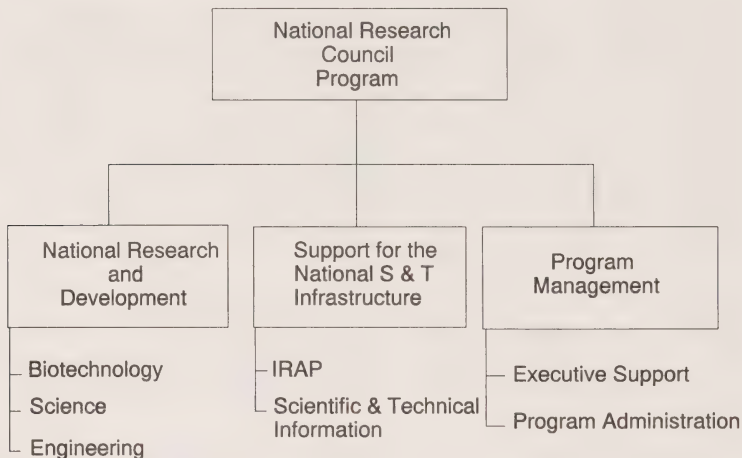 National Research
Council
Program
National Research
and
Development
Support for the
National S & T
Infrastructure
Program
Management
Biotechnology
Science
Engineering
IRAP
Scientific & Technical
Information
Executive Support
Program Administration